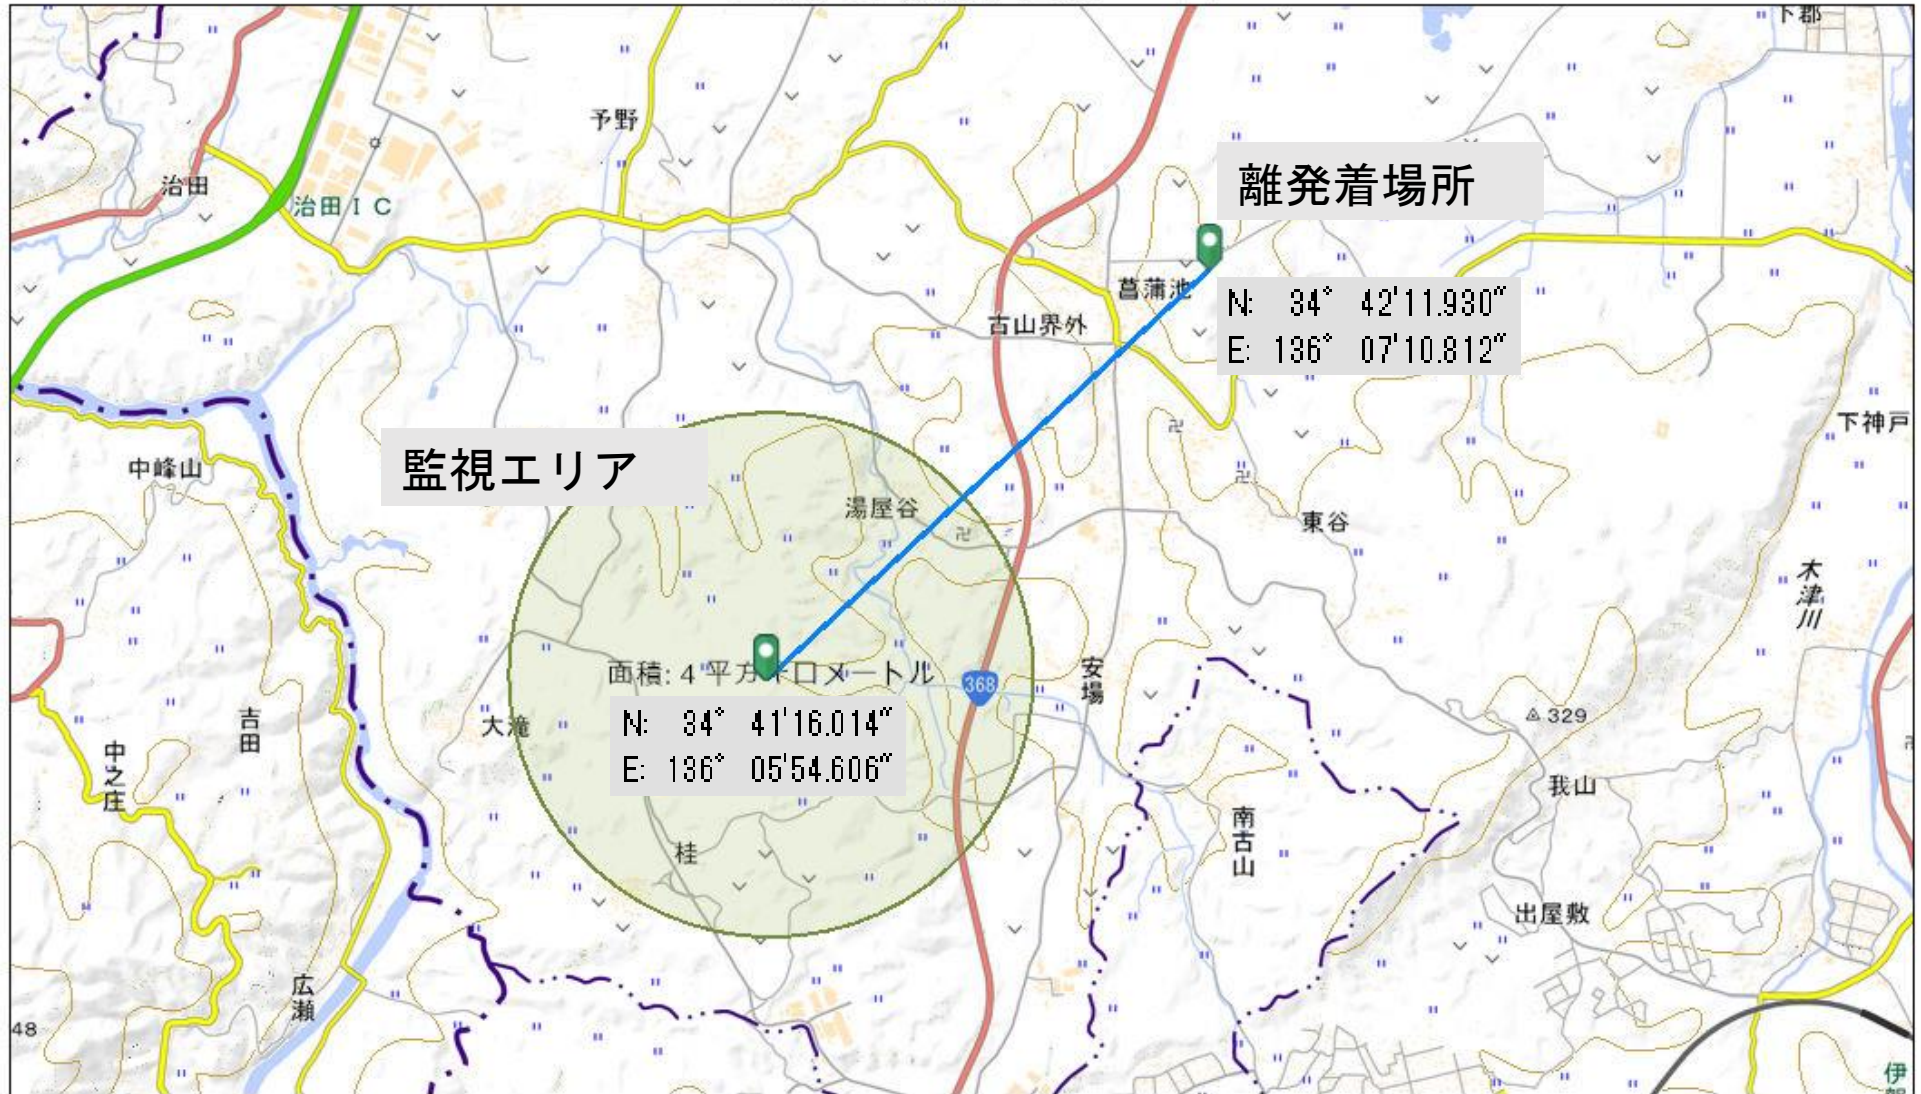 下郡
予野
治田
治田IC
離発着場所
菖蒲池
N: 34° 42'11.930"
E: 136° 07'10.812"
古山界外
下神戸
中峰山
監視エリア
湯屋谷
東谷
木津川
面積: 4 平方キロメートル
368
安場
N: 34° 41'16.014"
E: 136° 05'54.606"
大滝
吉田
中之庄
329
我山
南古山
桂
出屋敷
広瀬
48
伊